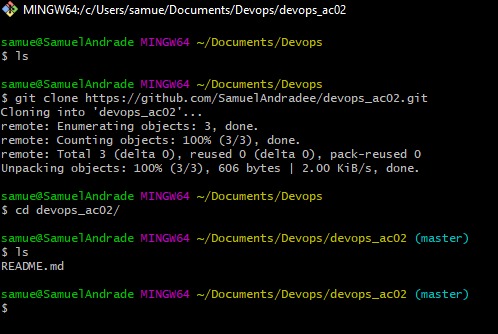 MINGW64:/c/Users/samue/Documents/Devops/devops_ac02
samue@SamuelAndrade MINGW64 ~/Documents/Devops
$ ls
samue@SamuelAndrade MINGW64 ~/Documents/Devops
$ git clone https://github.com/SamuelAndradee/devops_ac02.git
Cloning into 'devops_ac02'...
remote: Enumerating objects: 3, done.
remote: Counting objects: 100% (3/3), done.
remote: Total 3 (delta 0), reused 0 (delta 0), pack-reused 0
Unpacking objects: 100% (3/3), 606 bytes | 2.00 KiB/s, done.
samue@SamuelAndrade MINGW64 ~/Documents/Devops
$ cd devops_ac02/
samue@SamuelAndrade MINGW64 ~/Documents/Devops/devops_ac02 (master)
$ ls
README.md
samue@SamuelAndrade MINGW64 ~/Documents/Devops/devops_ac02 (master)
$